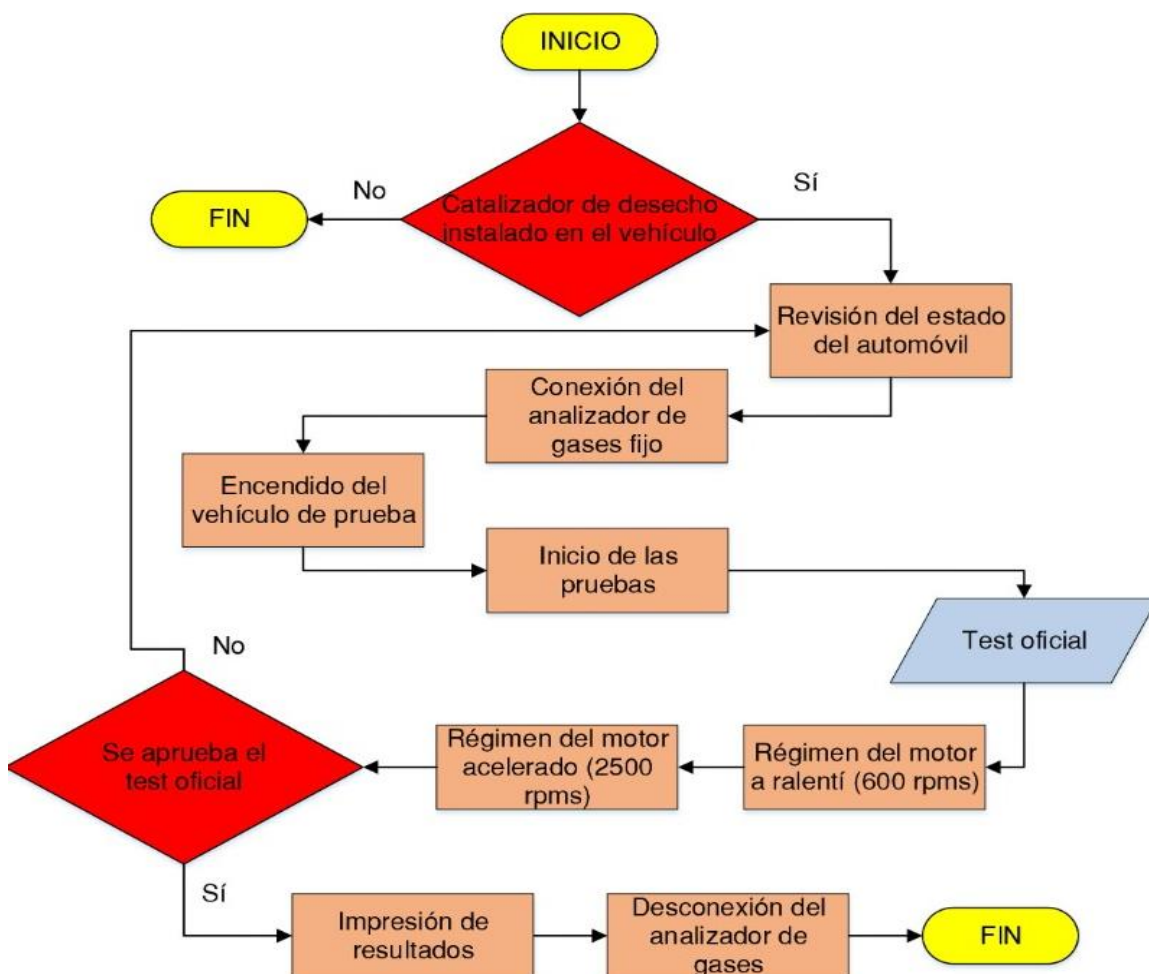 INICIO
No
Sí
FIN
Catalizador de desecho
instalado en el vehículo
Revisión del estado
del automóvil
Conexión del
analizador de
gases fijo
Encendido del
vehículo de prueba
Inicio de las
pruebas
Test oficial
No
Se aprueba el
test oficial
Régimen del motor
acelerado (2500
rpms)
Régimen del motor
a ralentí (600 rpms)
Sí
Impresión de
resultados
Desconexión del
analizador de
gases
FIN